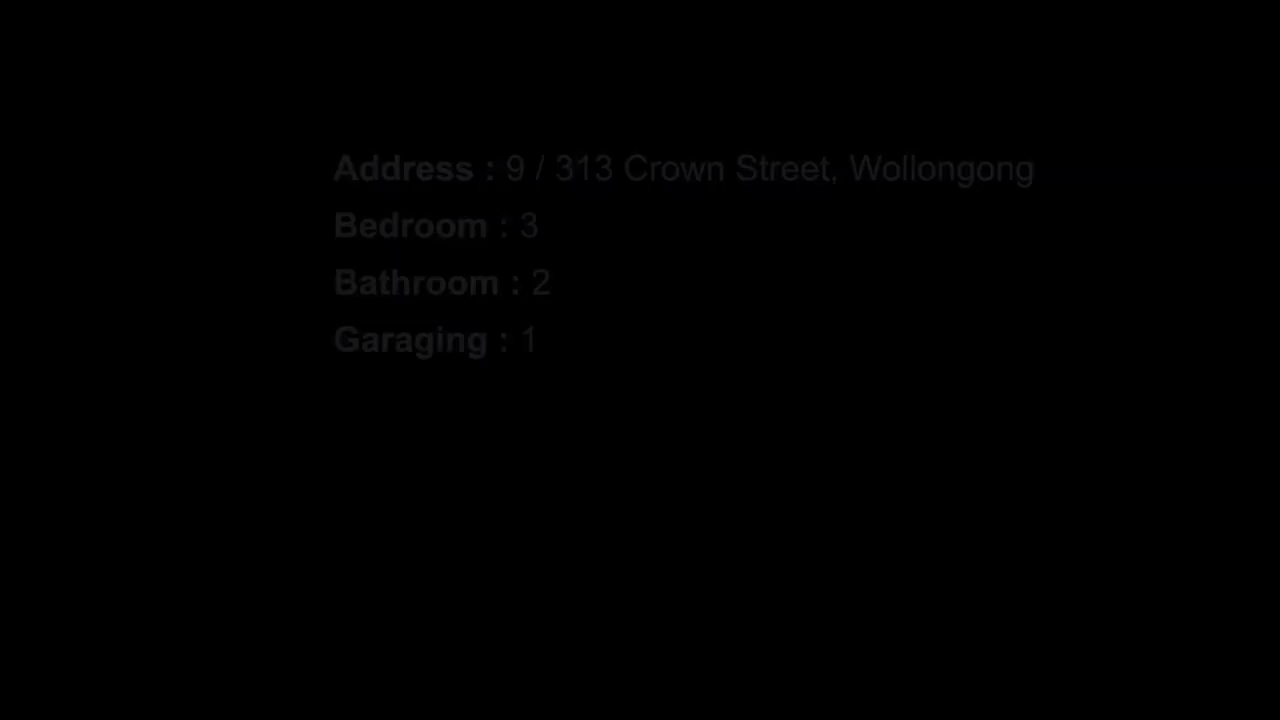 Address : 9 / 313 Crown Street, Wollongong
Bedroom : 3
Bathroom : 2
Garaging : 1